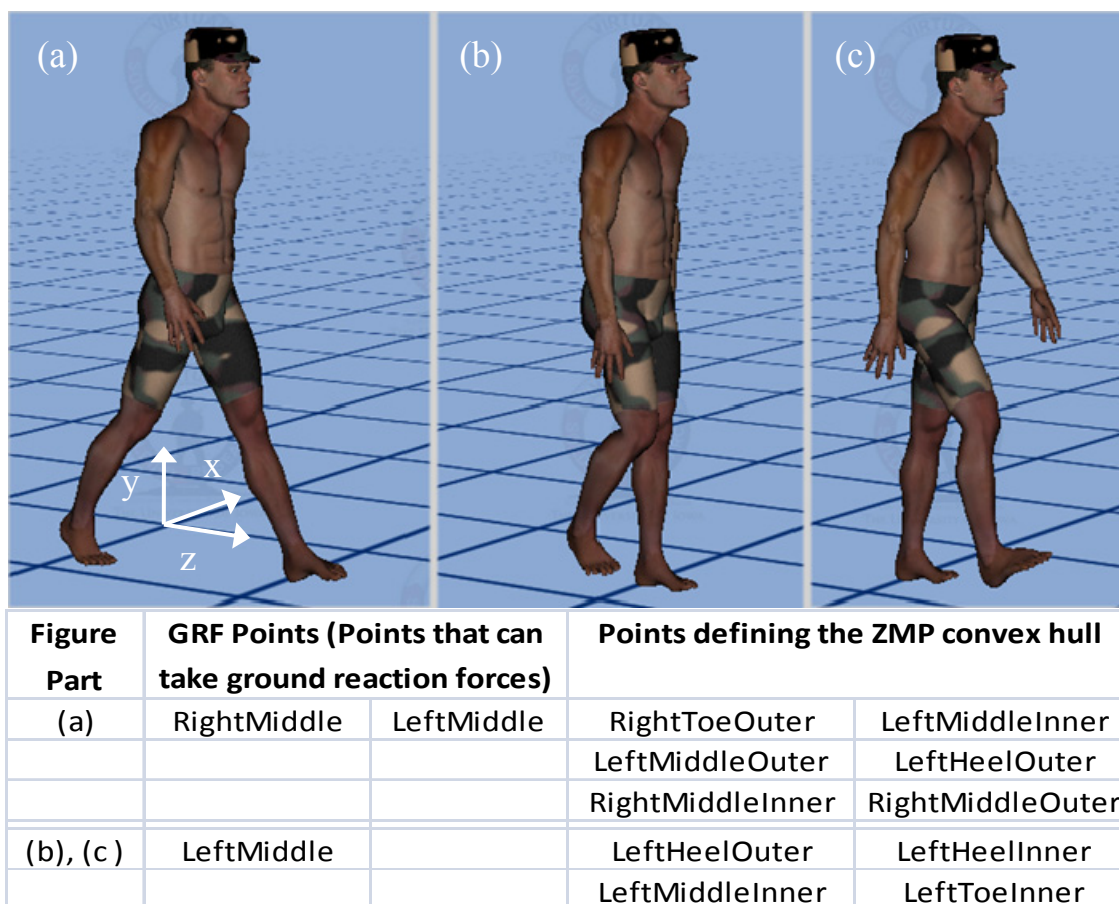 (a)
(b)
(c)
y
x
z
Figure Part GRF Points (Points that can take ground reaction forces) Points defining the ZMP convex hull
(a) RightMiddle LeftMiddle RightToeOuter LeftMiddleInner
LeftMiddleOuter LeftHeelOuter
RightMiddleInner RightMiddleOuter
(b), (c) LeftMiddle LeftHeelOuter LeftHeelInner
LeftMiddleInner LeftToeInner